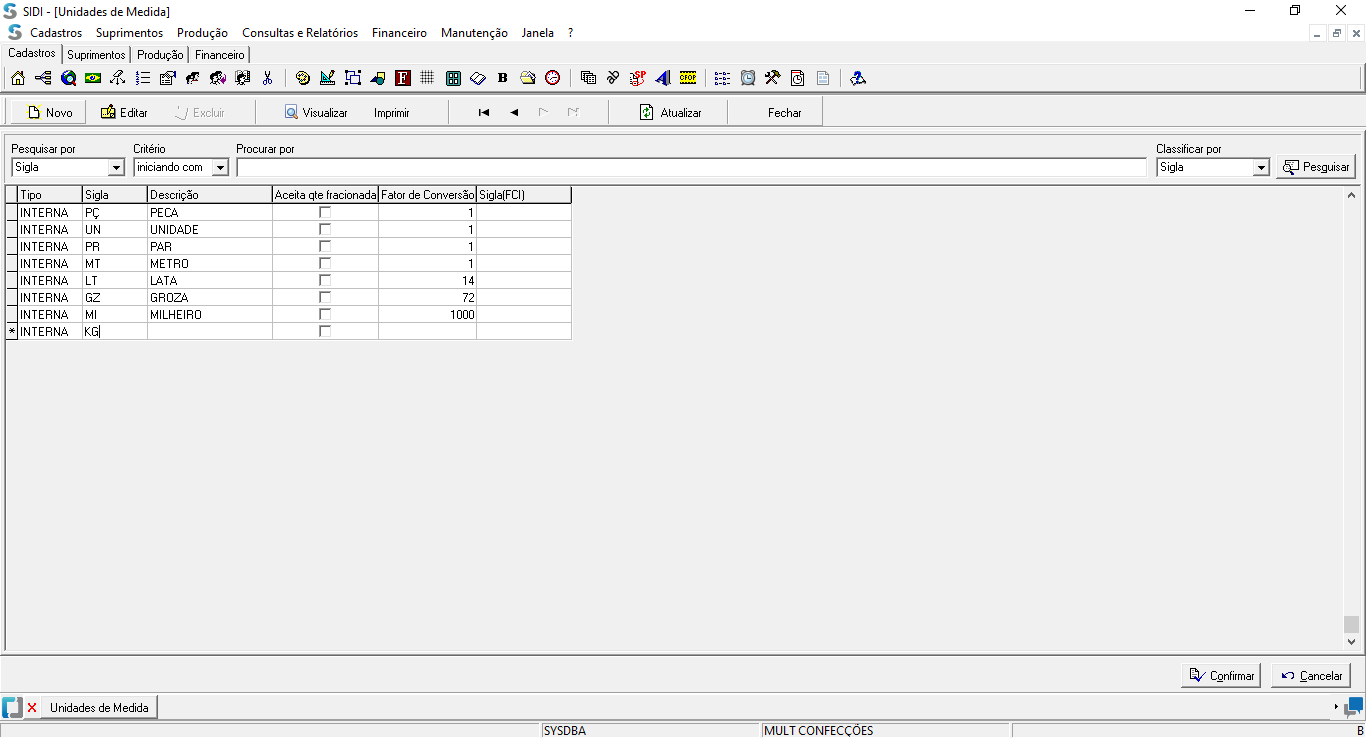 SIDI - [Unidades de Medida]
Cadastros Suprimentos Produção Consultas e Relatórios Financeiro Manutenção Janela ?
Cadastros Suprimentos Produção Financeiro
F B SP CFOP
Novo Editar Excluir Visualizar Imprimir Atualizar Fechar
Pesquisar por Critério Procurar por Classificar por
Sigla iniciando com Sigla Pesquisar
Tipo Sigla Descrição Aceita qte fracionada Fator de Conversão Sigla(FCI)
INTERNA PÇ PECA 1
INTERNA UN UNIDADE 1
INTERNA PR PAR 1
INTERNA MT METRO 1
INTERNA LT LATA 14
INTERNA GZ GROZA 72
INTERNA MI MILHEIRO 1000
* INTERNA KG
Confirmar Cancelar
Unidades de Medida
SYSDBA MULT CONFECÇÕES B